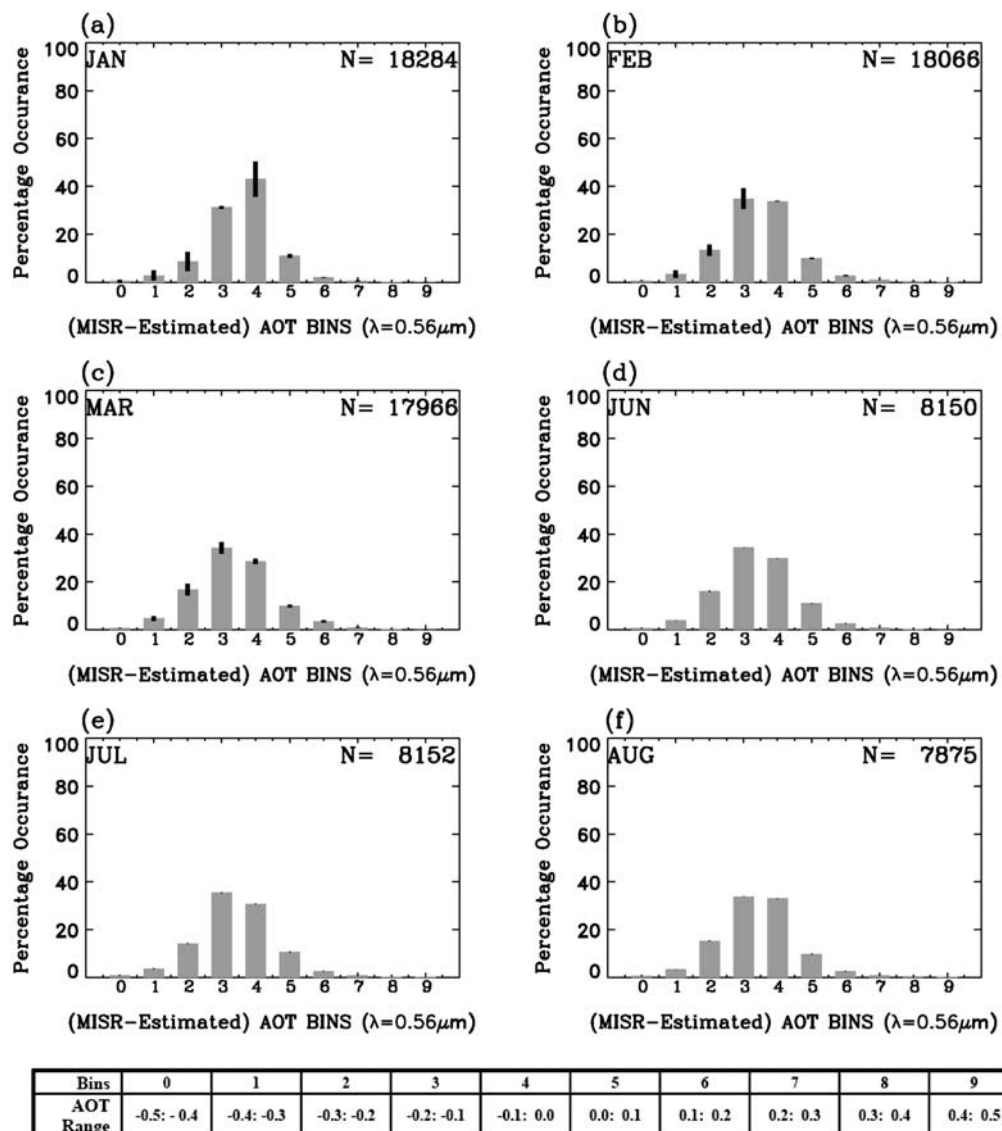 (a)
JAN N= 18284
100
80
60
40
20
0
Percentage Occurance
0 1 2 3 4 5 6 7 8 9
(MISR-Estimated) AOT BINS (λ=0.56μm)
(b)
FEB N= 18066
100
80
60
40
20
0
Percentage Occurance
0 1 2 3 4 5 6 7 8 9
(MISR-Estimated) AOT BINS (λ=0.56μm)
(c)
MAR N= 17966
100
80
60
40
20
0
Percentage Occurance
0 1 2 3 4 5 6 7 8 9
(MISR-Estimated) AOT BINS (λ=0.56μm)
(d)
JUN N= 8150
100
80
60
40
20
0
Percentage Occurance
0 1 2 3 4 5 6 7 8 9
(MISR-Estimated) AOT BINS (λ=0.56μm)
(e)
JUL N= 8152
100
80
60
40
20
0
Percentage Occurance
0 1 2 3 4 5 6 7 8 9
(MISR-Estimated) AOT BINS (λ=0.56μm)
(f)
AUG N= 7875
100
80
60
40
20
0
Percentage Occurance
0 1 2 3 4 5 6 7 8 9
(MISR-Estimated) AOT BINS (λ=0.56μm)
Bins 0 1 2 3 4 5 6 7 8 9
AOT Range -0.5: - 0.4 -0.4: -0.3 -0.3: -0.2 -0.2: -0.1 -0.1: 0.0 0.0: 0.1 0.1: 0.2 0.2: 0.3 0.3: 0.4 0.4: 0.5